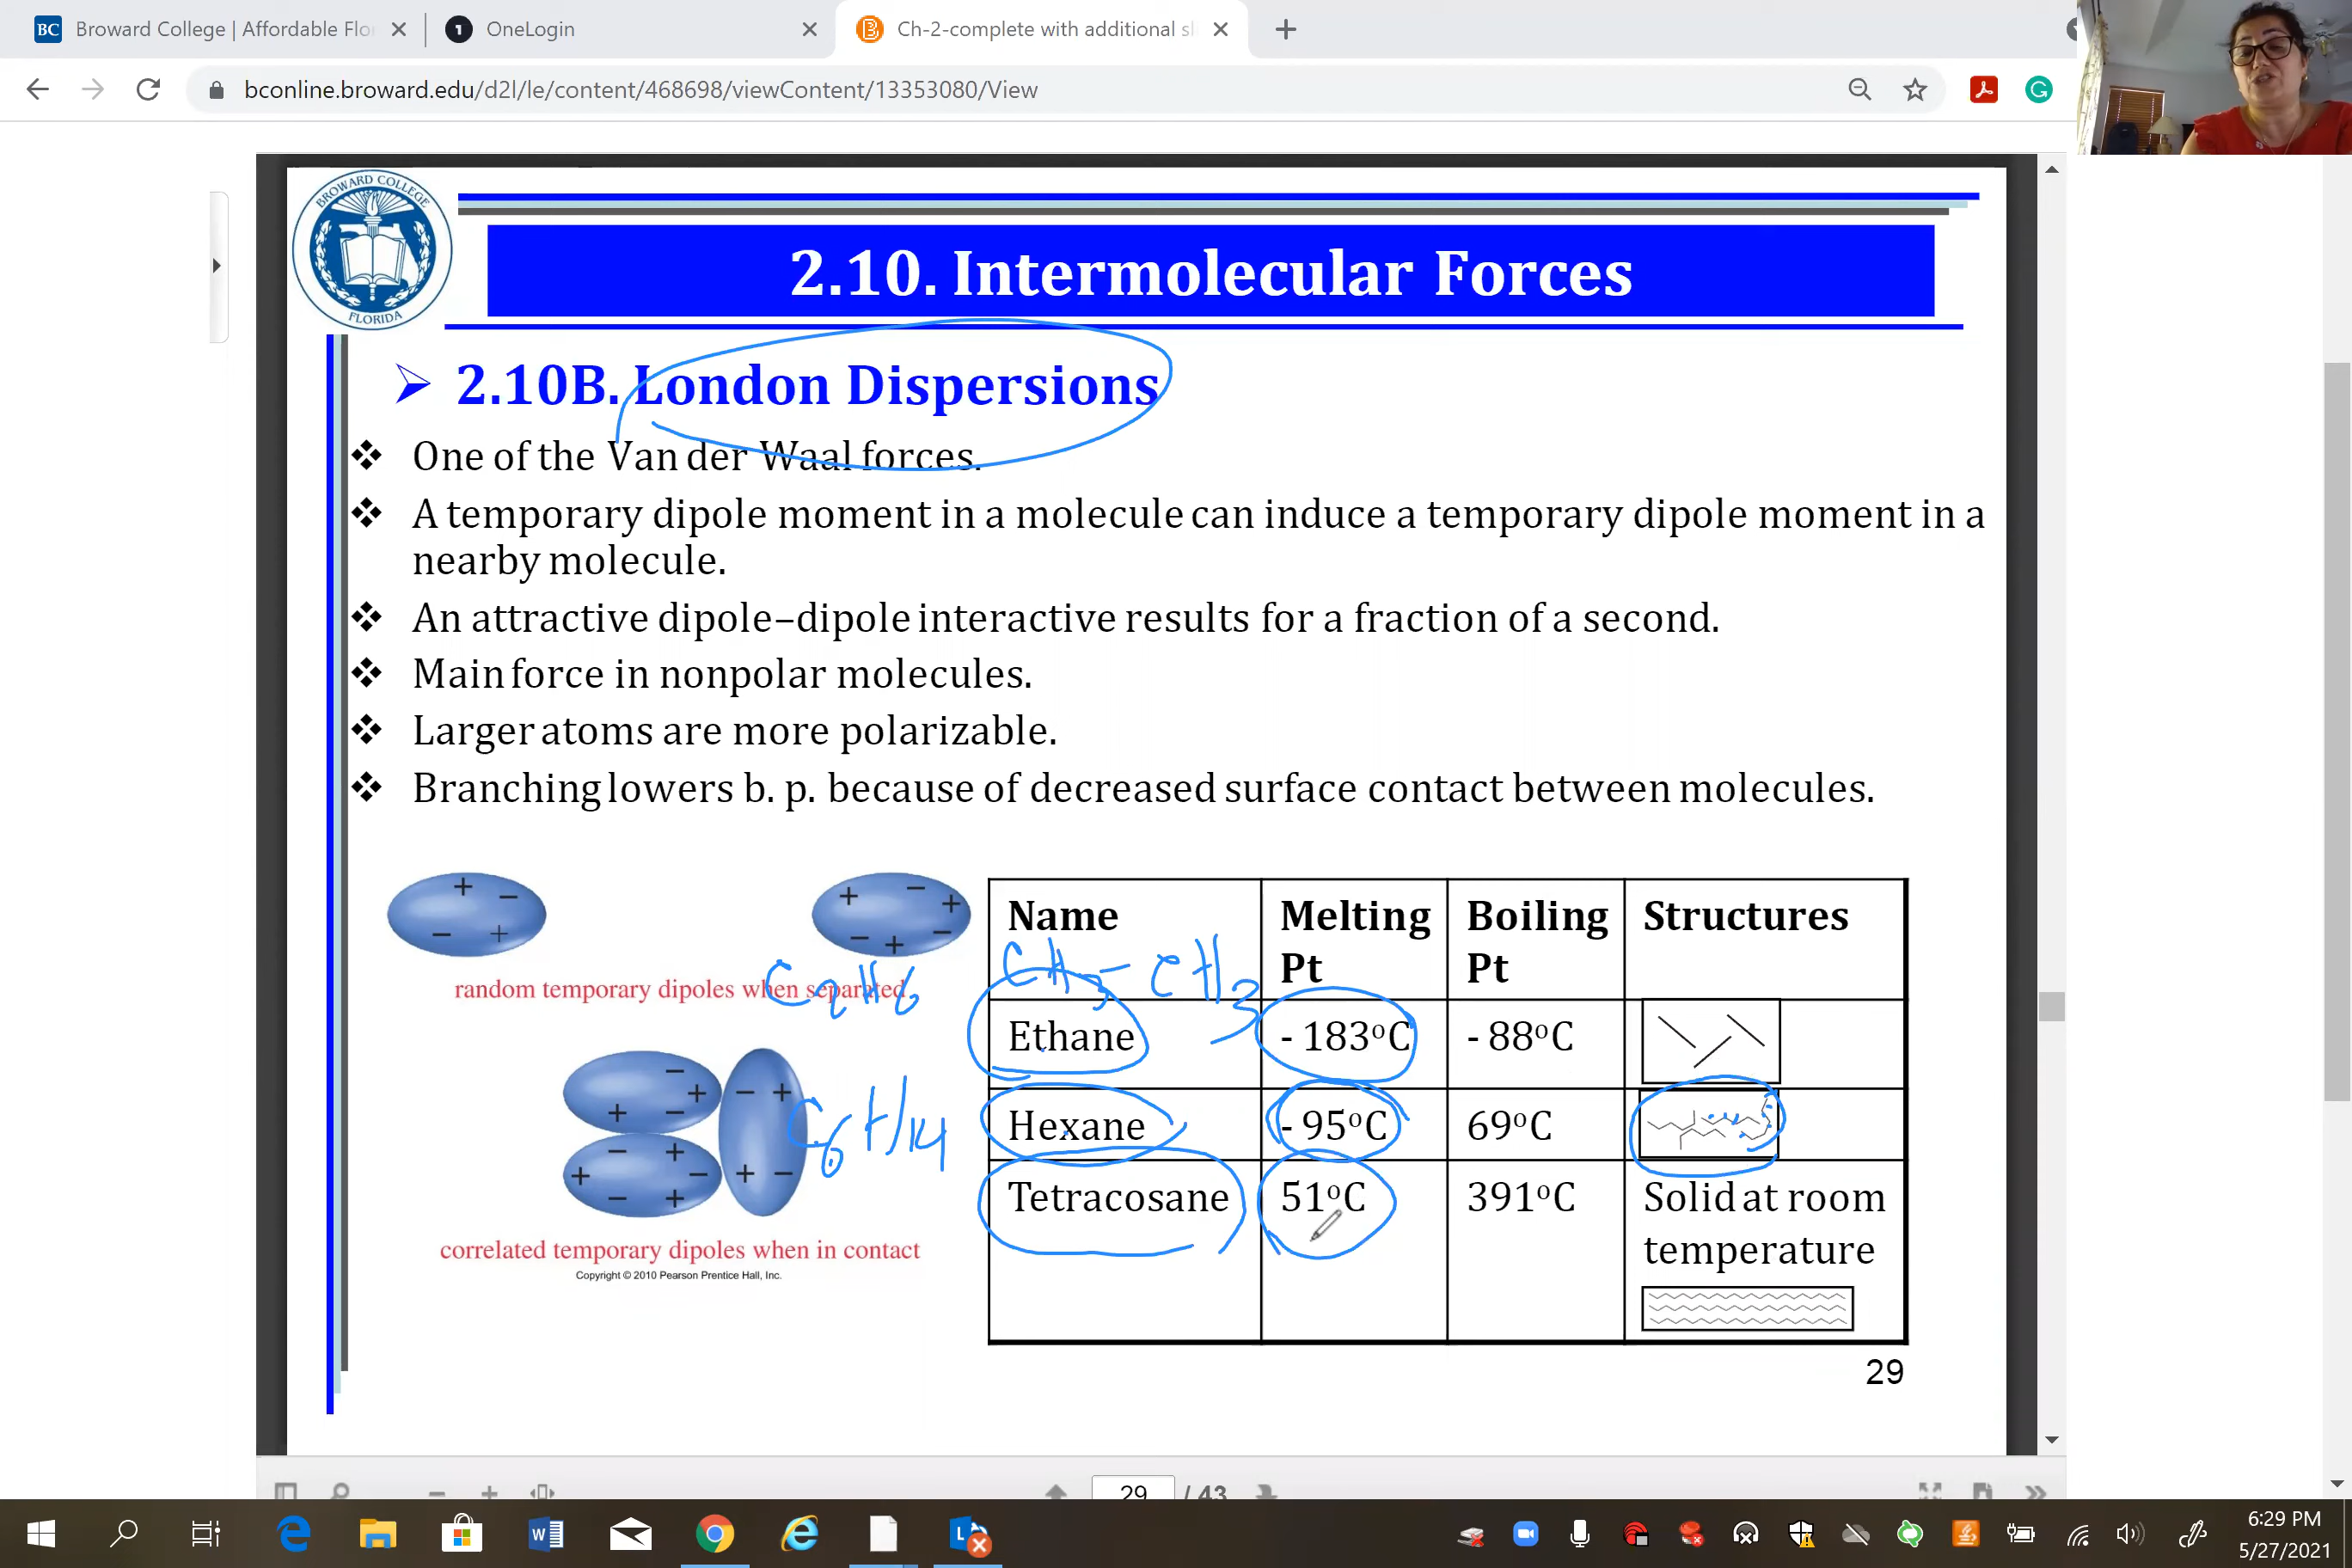 Broward College | Affordable Flo
OneLogin
Ch-2-complete with additional sl
bconline.broward.edu/d2l/le/content/468698/viewContent/13353080/View
BROWARD COLLEGE
FLORIDA
2.10. Intermolecular Forces
2.10B. London Dispersions
One of the Van der Waal forces.
A temporary dipole moment in a molecule can induce a temporary dipole moment in a
nearby molecule.
An attractive dipole–dipole interactive results for a fraction of a second.
Main force in nonpolar molecules.
Larger atoms are more polarizable.
Branching lowers b. p. because of decreased surface contact between molecules.
random temporary dipoles when separated
C2H6
C6H14
correlated temporary dipoles when in contact
Copyright © 2010 Pearson Prentice Hall, Inc.
Name Melting Pt Boiling Pt Structures
CH3-CH3
Ethane - 183°C - 88°C
Hexane - 95°C 69°C
Tetracosane 51°C 391°C Solid at room
temperature
29
29 / 43
6:29 PM
5/27/2021